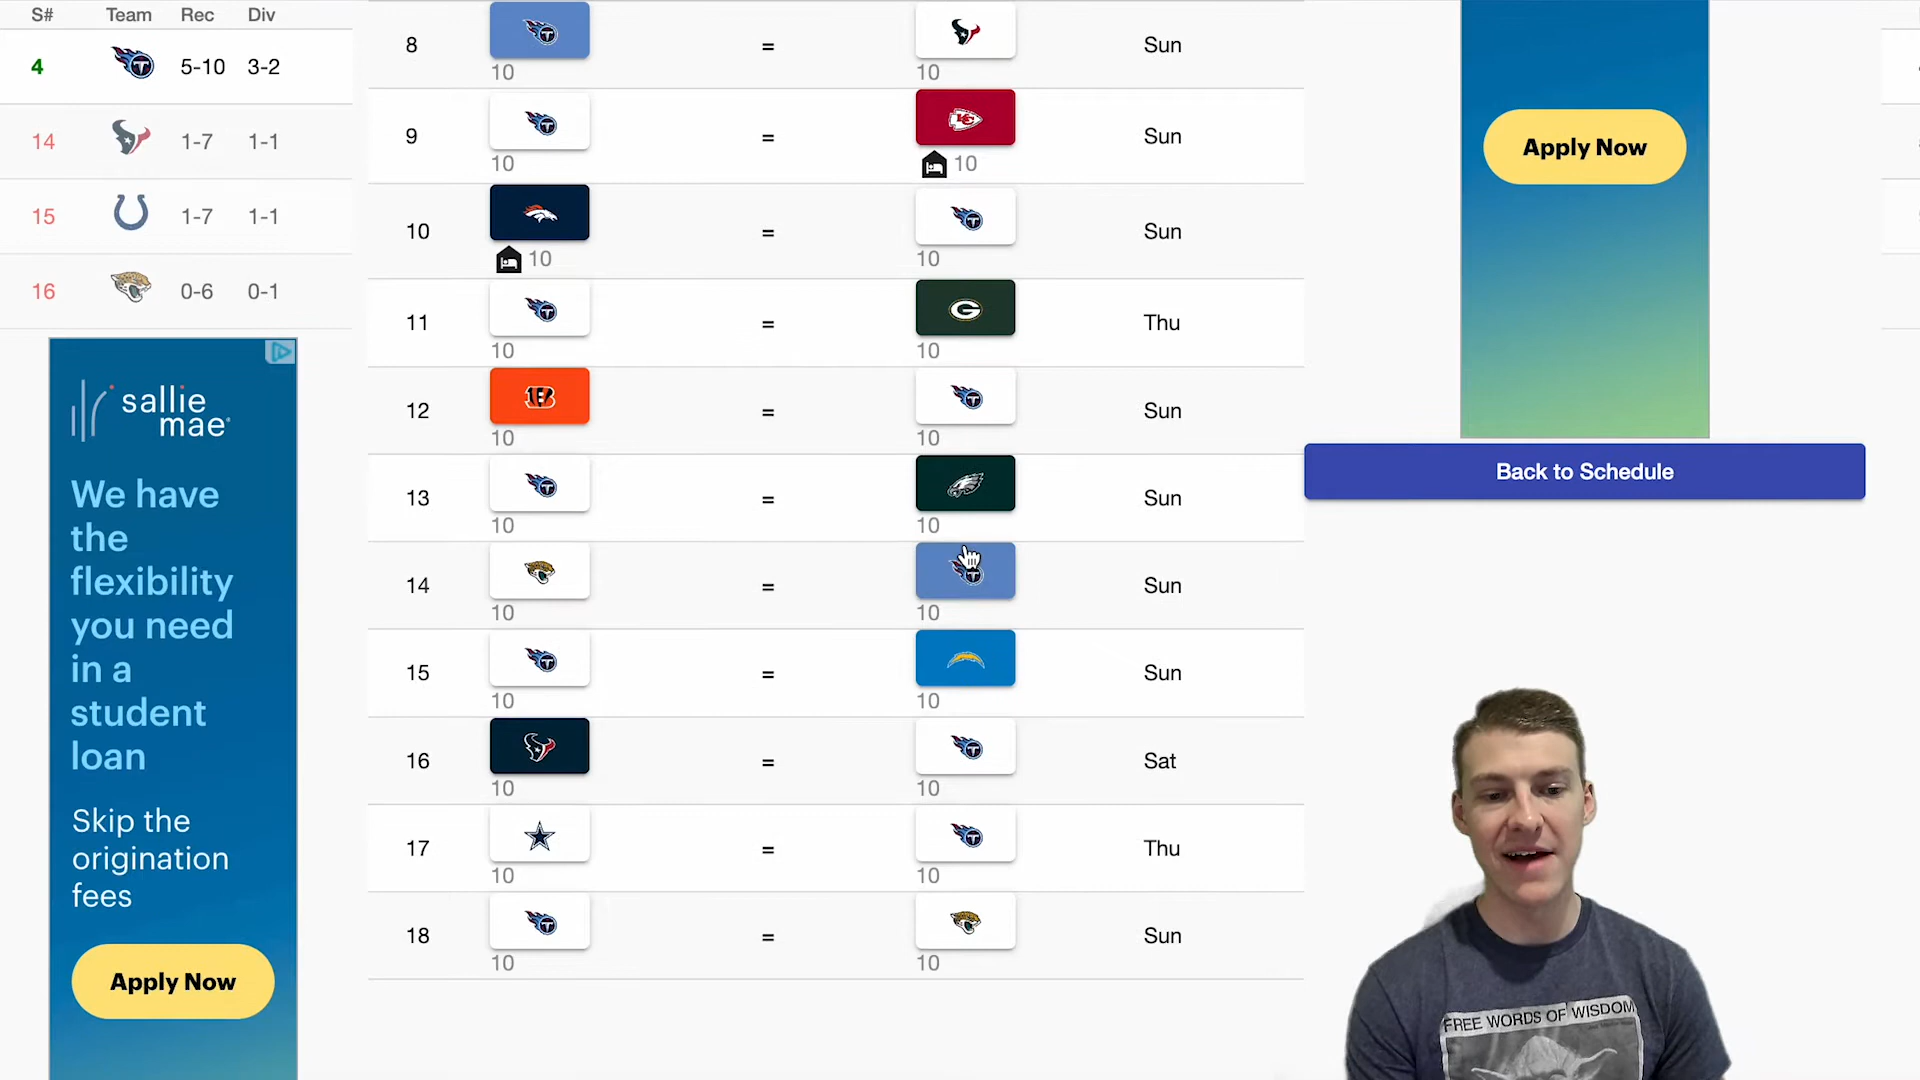 S# Team Rec Div
4 T 5-10 3-2
14 1-7 1-1
15 1-7 1-1
16 0-6 0-1
sallie
mae
We have
the
flexibility
you need
in a
student
loan
Skip the
origination
fees
Apply Now
8 T = Sun
10 10
9 T = KC Sun
10 10
10 = T Sun
10 10
11 T = G Thu
10 10
12 B = T Sun
10 10
13 T = Sun
10 10
14 = T Sun
10 10
15 T = Sun
10 10
16 = T Sat
10 10
17 = T Thu
10 10
18 T = Sun
10 10
Apply Now
Back to Schedule
FREE WORDS OF WISDOM